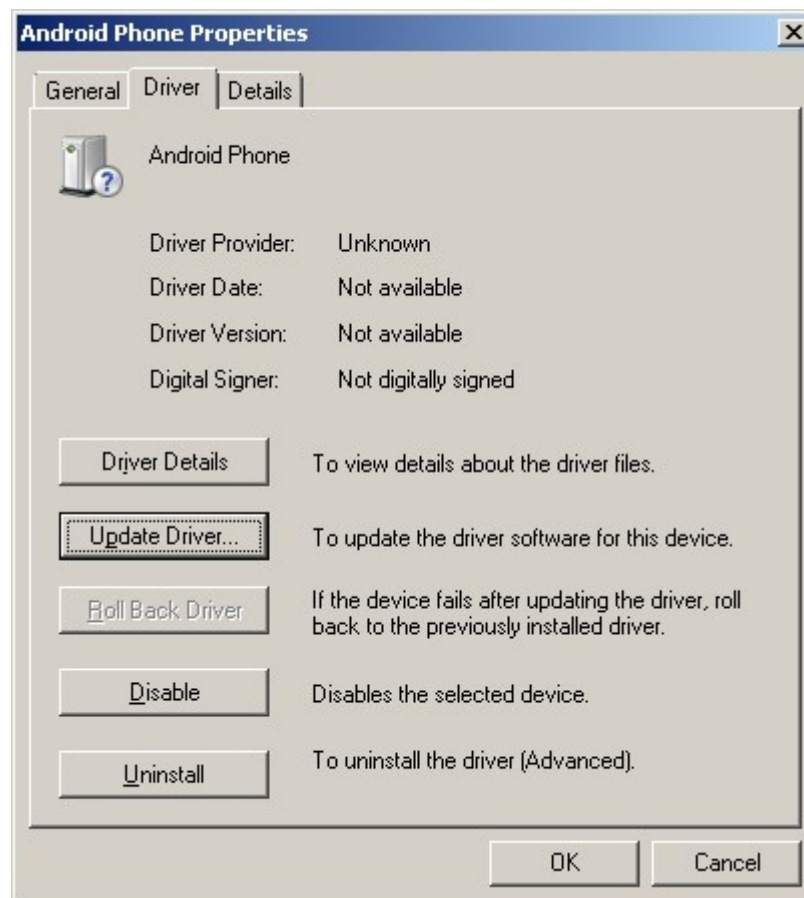 Android Phone Properties
General Driver Details
Android Phone
Driver Provider: Unknown
Driver Date: Not available
Driver Version: Not available
Digital Signer: Not digitally signed
Driver Details To view details about the driver files.
Update Driver... To update the driver software for this device.
Roll Back Driver If the device fails after updating the driver, roll
back to the previously installed driver.
Disable Disables the selected device.
Uninstall To uninstall the driver (Advanced).
OK Cancel